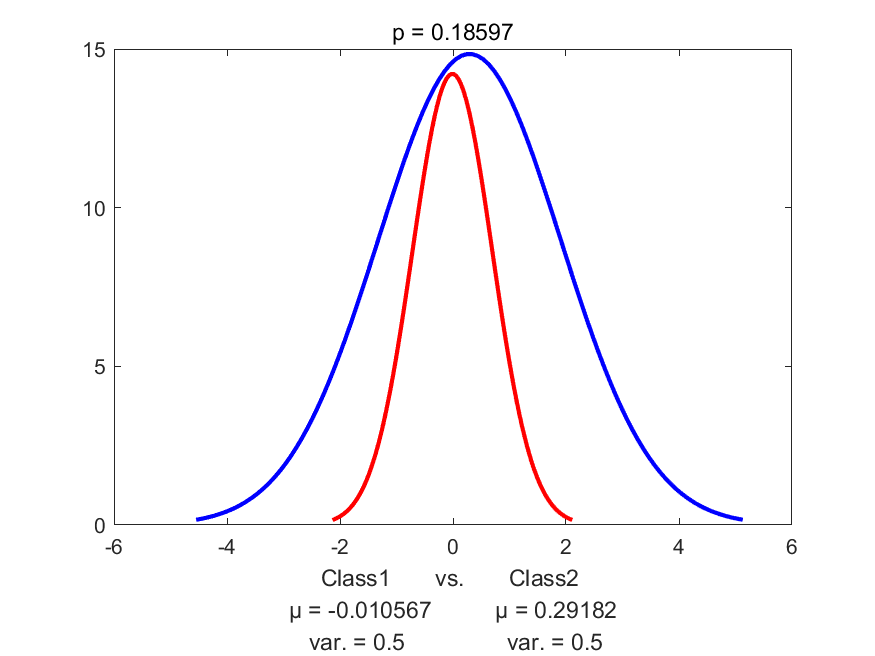 p = 0.18597
15
10
5
0
-6 -4 -2 0 2 4 6
Class1 vs. Class2
μ = -0.010567 μ = 0.29182
var. = 0.5 var. = 0.5